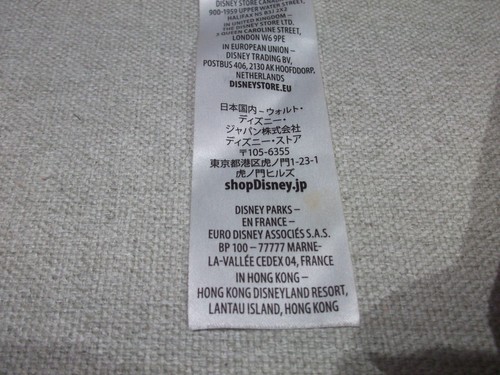 DISNEY STORE CANADA
900-1959 UPPER WATER STREET,
HALIFAX NS B3J 2X2
IN UNITED KINGDOM –
THE DISNEY STORE LTD.
3 QUEEN CAROLINE STREET,
LONDON W6 9PE
IN EUROPEAN UNION –
DISNEY TRADING BV,
POSTBUS 406, 2130 AK HOOFDDORP.
NETHERLANDS
DISNEYSTORE.EU
日本国内 – ウォルト・
ディズニー・
ジャパン株式会社
ディズニー・ストア
〒105-6355
東京都港区虎ノ門1-23-1
虎ノ門ヒルズ
shopDisney.jp
DISNEY PARKS –
EN FRANCE –
EURO DISNEY ASSOCIÉS S.A.S.
BP 100 – 77777 MARNE-
LA-VALLÉE CEDEX 04, FRANCE
IN HONG KONG –
HONG KONG DISNEYLAND RESORT,
LANTAU ISLAND, HONG KONG